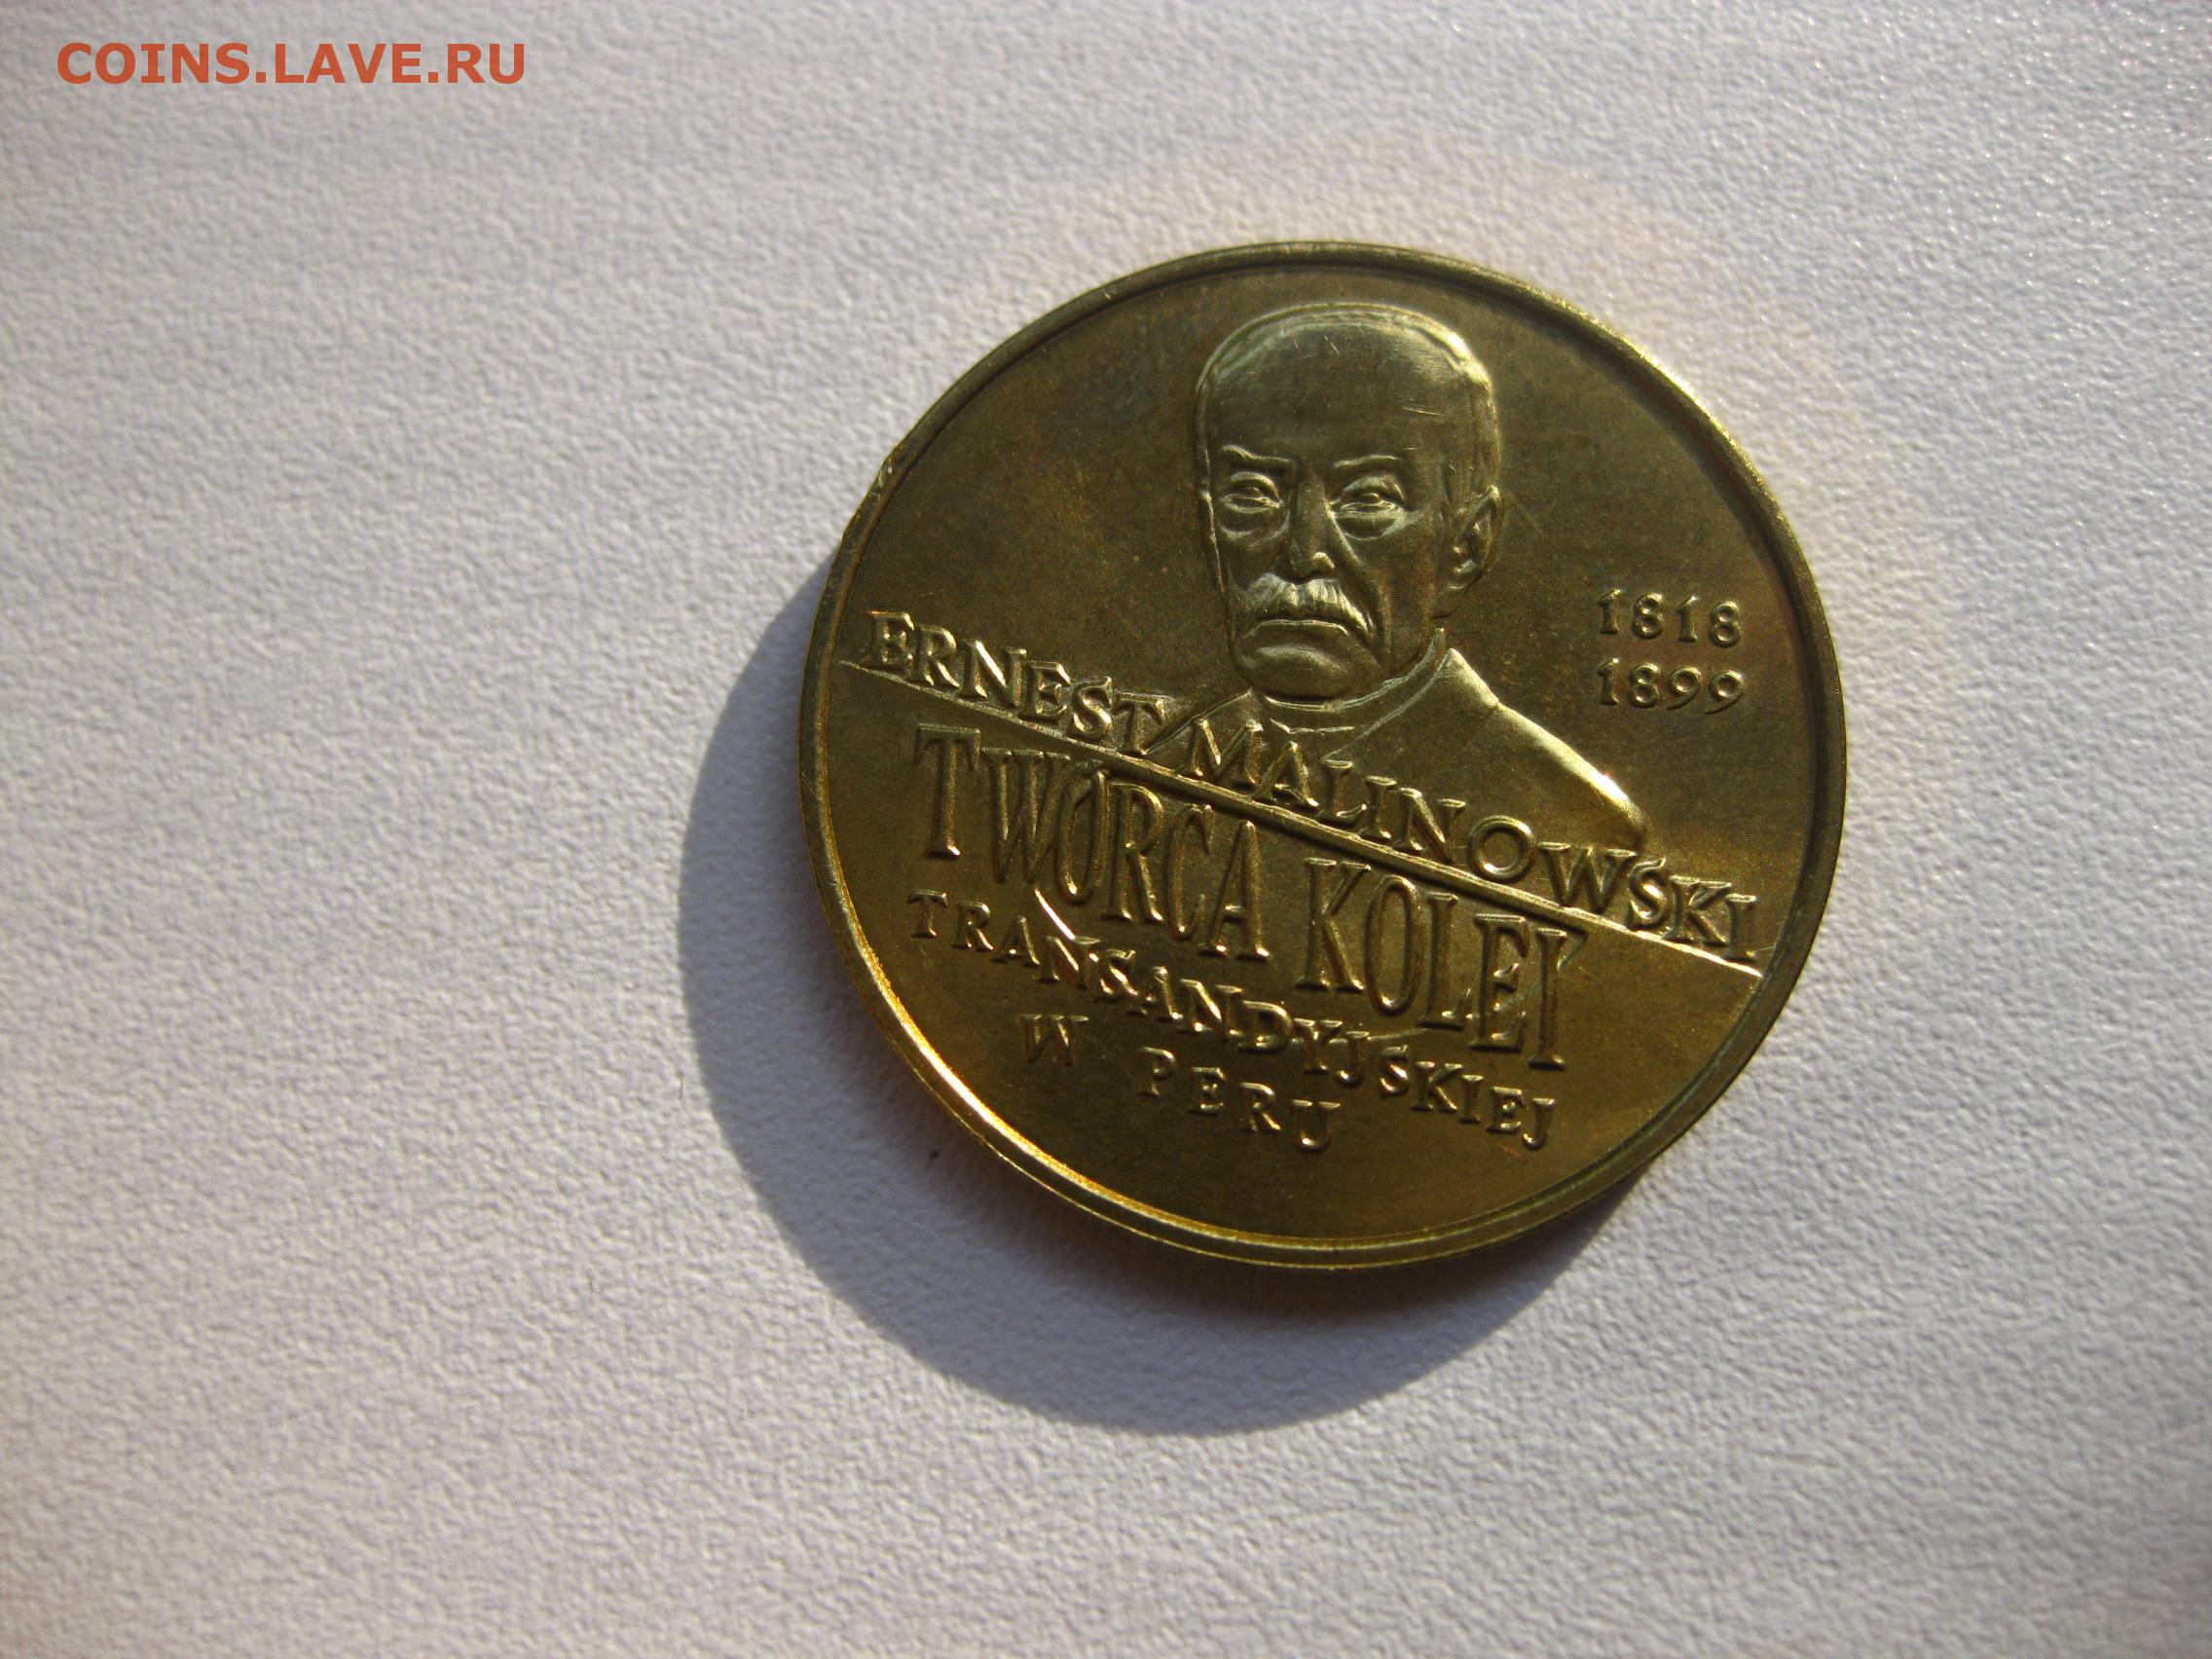 COINS.LAVE.RU
1818
1899
ERNEST MALINOWSKI
TWÓRCA KOLEI
TRANSANDYJSKIEJ
W PERU